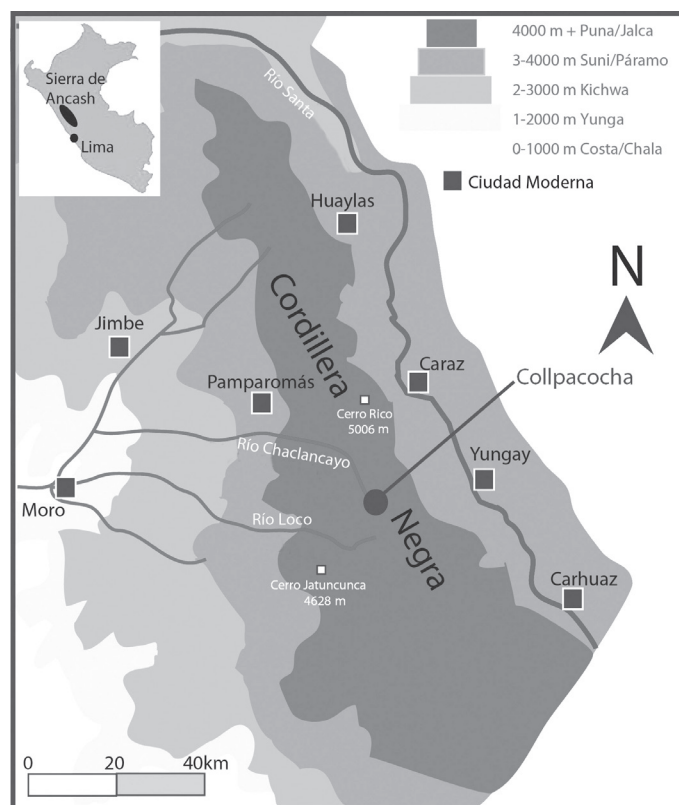 Sierra de
Ancash
Lima
4000 m + Puna/Jalca
3-4000 m Suni/Páramo
2-3000 m Kichwa
1-2000 m Yunga
0-1000 m Costa/Chala
Ciudad Moderna
Río Santa
Huaylas
N
Cordillera
Jimbe
Caraz
Collpacocha
Pamparomás
Cerro Rico
5006 m
Río Chaclancayo
Yungay
Moro
Río Loco
Negra
Cerro Jatuncunca
4628 m
Carhuaz
0 20 40km